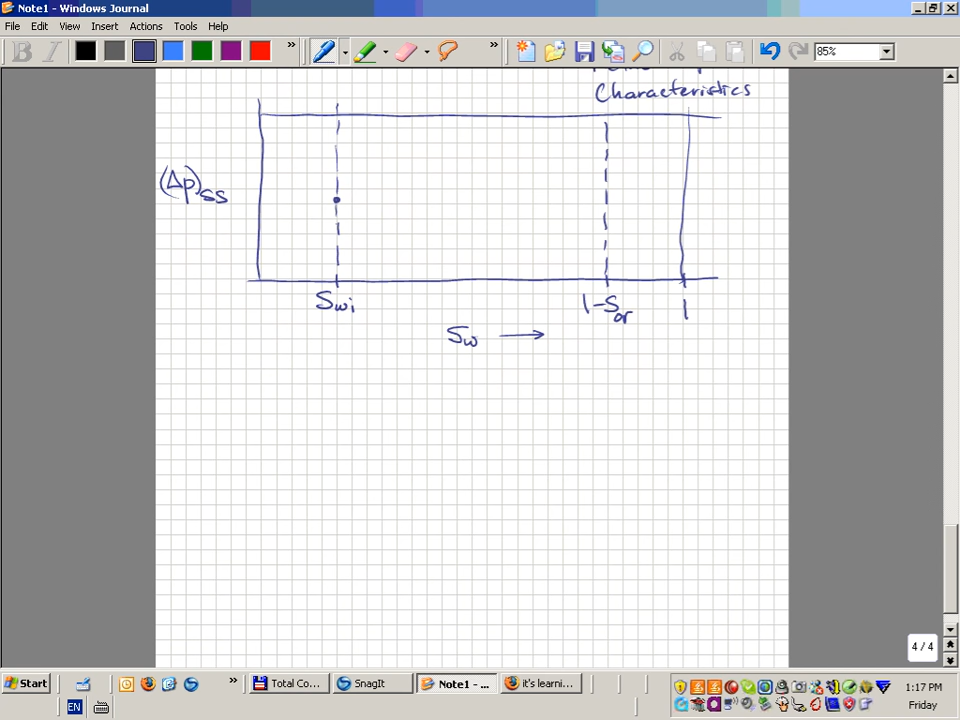 Note1 - Windows Journal
File Edit View Insert Actions Tools Help
B I » » 85%
Characteristics
(Δp)ss
Swi 1-Sor 1
Sw →
4 / 4
Start » Total Co... SnagIt Note1 - ... it's learni... 1:17 PM
EN Friday